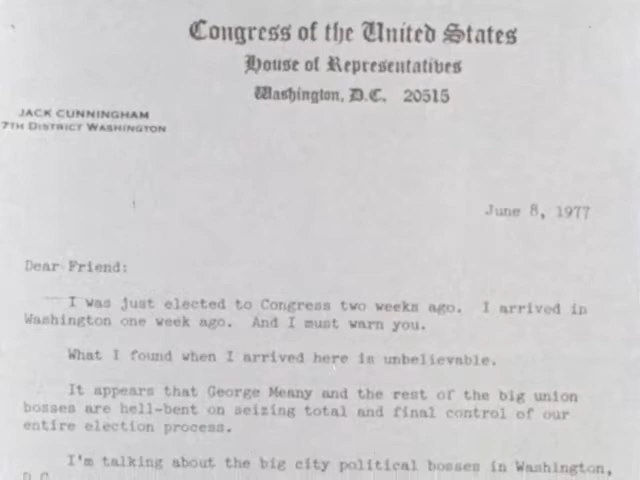 Congress of the United States
House of Representatives
Washington, D.C. 20515
JACK CUNNINGHAM
7TH DISTRICT WASHINGTON
June 8, 1977
Dear Friend:
I was just elected to Congress two weeks ago. I arrived in
Washington one week ago. And I must warn you.
What I found when I arrived here is unbelievable.
It appears that George Meany and the rest of the big union
bosses are hell-bent on seizing total and final control of our
entire election process.
I'm talking about the big city political bosses in Washington,
D.C.